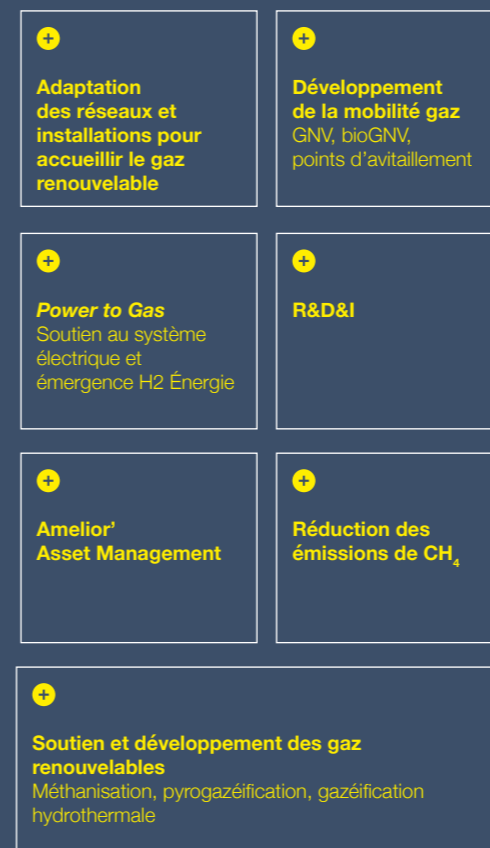 Adaptation
des réseaux et
installations pour
accueillir le gaz
renouvelable
Développement
de la mobilité gaz
GNV, bioGNV,
points d’avitaillement
Power to Gas
Soutien au système
électrique et
émergence H2 Énergie
R&D&I
Amelior’
Asset Management
Réduction des
émissions de CH₄
Soutien et développement des gaz
renouvelables
Méthanisation, pyrogazéification, gazéification
hydrothermale